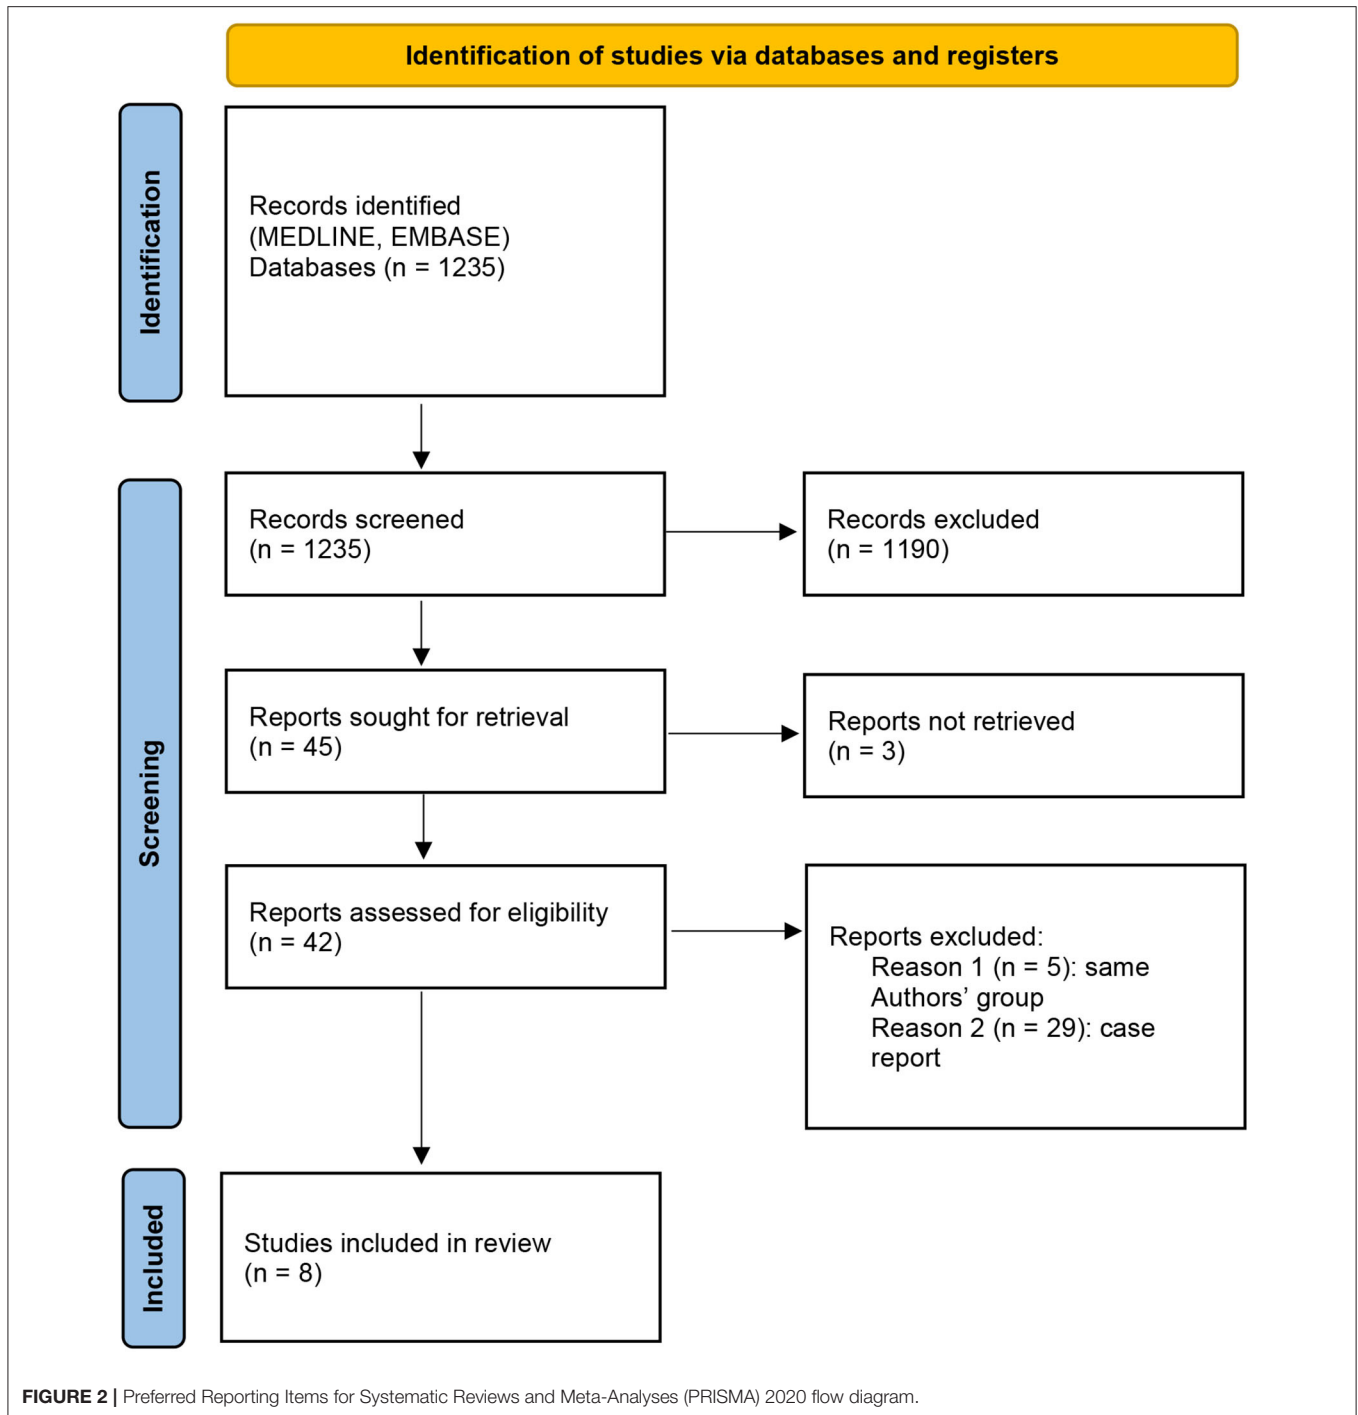 Identification of studies via databases and registers
Identification
Records identified
(MEDLINE, EMBASE)
Databases (n = 1235)
Screening
Records screened
(n = 1235)
Records excluded
(n = 1190)
Reports sought for retrieval
(n = 45)
Reports not retrieved
(n = 3)
Reports assessed for eligibility
(n = 42)
Reports excluded:
Reason 1 (n = 5): same
Authors’ group
Reason 2 (n = 29): case
report
Included
Studies included in review
(n = 8)
FIGURE 2 | Preferred Reporting Items for Systematic Reviews and Meta-Analyses (PRISMA) 2020 flow diagram.